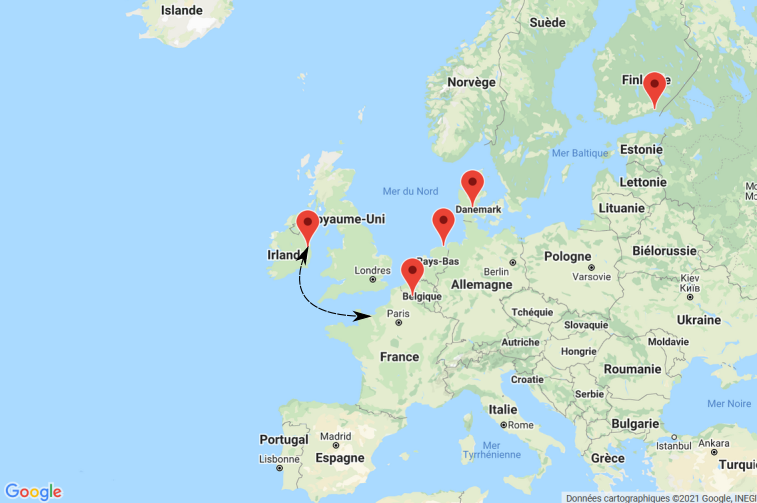 Islande
Suède
Norvège
Finlande
Estonie
Mer Baltique
Lettonie
Mer du Nord
Danemark
Lituanie
Royaume-Uni
Irlande
Biélorussie
Pologne
Pays-Bas
Londres
Berlin
Varsovie
Allemagne
Belgique
Kiev
Київ
Paris
Tchéquie
Ukraine
Slovaquie
Autriche
Moldavie
Hongrie
France
Roumanie
Croatie
Serbie
Mer Noire
Italie
Bulgarie
Rome
Portugal
Madrid
Istanbul
Ankara
Mer
Tyrrhénienne
Lisbonne
Espagne
Grèce
Turqui
Google
Données cartographiques ©2021 Google, INEGI